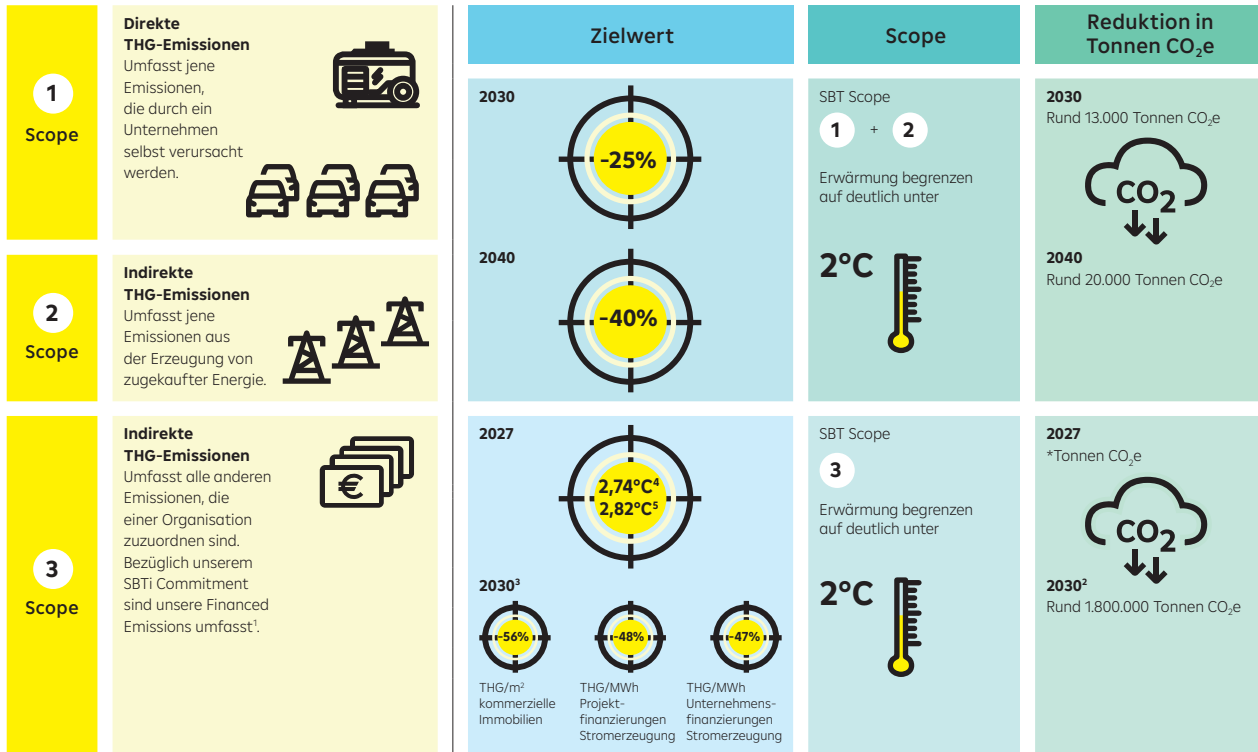 1
Scope
Direkte
THG-Emissionen
Umfasst jene
Emissionen,
die durch ein
Unternehmen
selbst verursacht
werden.
2
Scope
Indirekte
THG-Emissionen
Umfasst jene
Emissionen aus
der Erzeugung von
zugekaufter Energie.
3
Scope
Indirekte
THG-Emissionen
Umfasst alle anderen
Emissionen, die
einer Organisation
zuzuordnen sind.
Bezüglich unserem
SBTi Commitment
sind unsere Financed
Emissions umfasst¹.
€
Zielwert
2030
-25%
2040
-40%
2027
2,74°C⁴
2,82°C⁵
2030³
-56%
THG/m²
kommerzielle
Immobilien
-48%
THG/MWh
Projekt-
finanzierungen
Stromerzeugung
-47%
THG/MWh
Unternehmens-
finanzierungen
Stromerzeugung
Scope
SBT Scope
1 + 2
Erwärmung begrenzen
auf deutlich unter
2°C
SBT Scope
3
Erwärmung begrenzen
auf deutlich unter
2°C
Reduktion in
Tonnen CO₂e
2030
Rund 13.000 Tonnen CO₂e
CO₂
2040
Rund 20.000 Tonnen CO₂e
2027
*Tonnen CO₂e
CO₂
2030²
Rund 1.800.000 Tonnen CO₂e